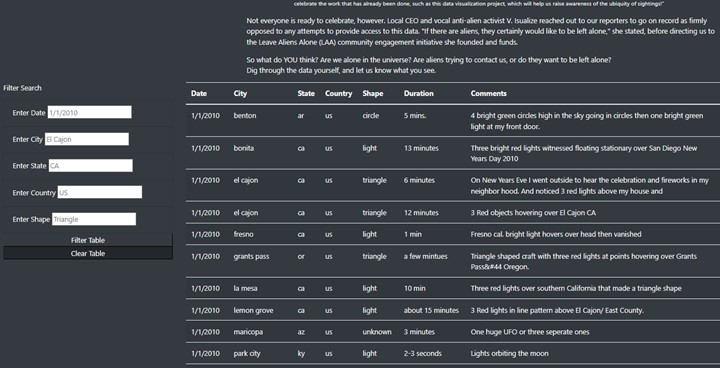 celebrate the work that has already been done, such as this data visualization project, which will help us raise awareness of the ubiquity of sightings!"
Not everyone is ready to celebrate, however. Local CEO and vocal anti-alien activist V. Isualize reached out to our reporters to go on record as firmly
opposed to any attempts to provide access to this data. "If there are aliens, they certainly would like to be left alone," she stated, before directing us to
the Leave Aliens Alone (LAA) community engagement initiative she founded and funds.
So what do YOU think? Are we alone in the universe? Are aliens trying to contact us, or do they want to be left alone?
Dig through the data yourself, and let us know what you see.
Filter Search
Enter Date 1/1/2010
Enter City El Cajon
Enter State CA
Enter Country US
Enter Shape Triangle
Filter Table
Clear Table
Date City State Country Shape Duration Comments
1/1/2010 benton ar us circle 5 mins. 4 bright green circles high in the sky going in circles then one bright green
light at my front door.
1/1/2010 bonita ca us light 13 minutes Three bright red lights witnessed floating stationary over San Diego New
Years Day 2010
1/1/2010 el cajon ca us triangle 6 minutes On New Years Eve I went outside to hear the celebration and fireworks in my
neighbor hood. And noticed 3 red lights above my house and
1/1/2010 el cajon ca us triangle 12 minutes 3 Red objects hovering over El Cajon CA
1/1/2010 fresno ca us light 1 min Fresno cal. bright light hovers over head then vanished
1/1/2010 grants pass or us triangle a few mintues Triangle shaped craft with three red lights at points hovering over Grants
Pass&#44 Oregon.
1/1/2010 la mesa ca us light 10 min Three red lights over southern California that made a triangle shape
1/1/2010 lemon grove ca us light about 15 minutes 3 Red lights in line pattern above El Cajon/ East County.
1/1/2010 maricopa az us unknown 3 minutes One huge UFO or three seperate ones
1/1/2010 park city ky us light 2-3 seconds Lights orbiting the moon